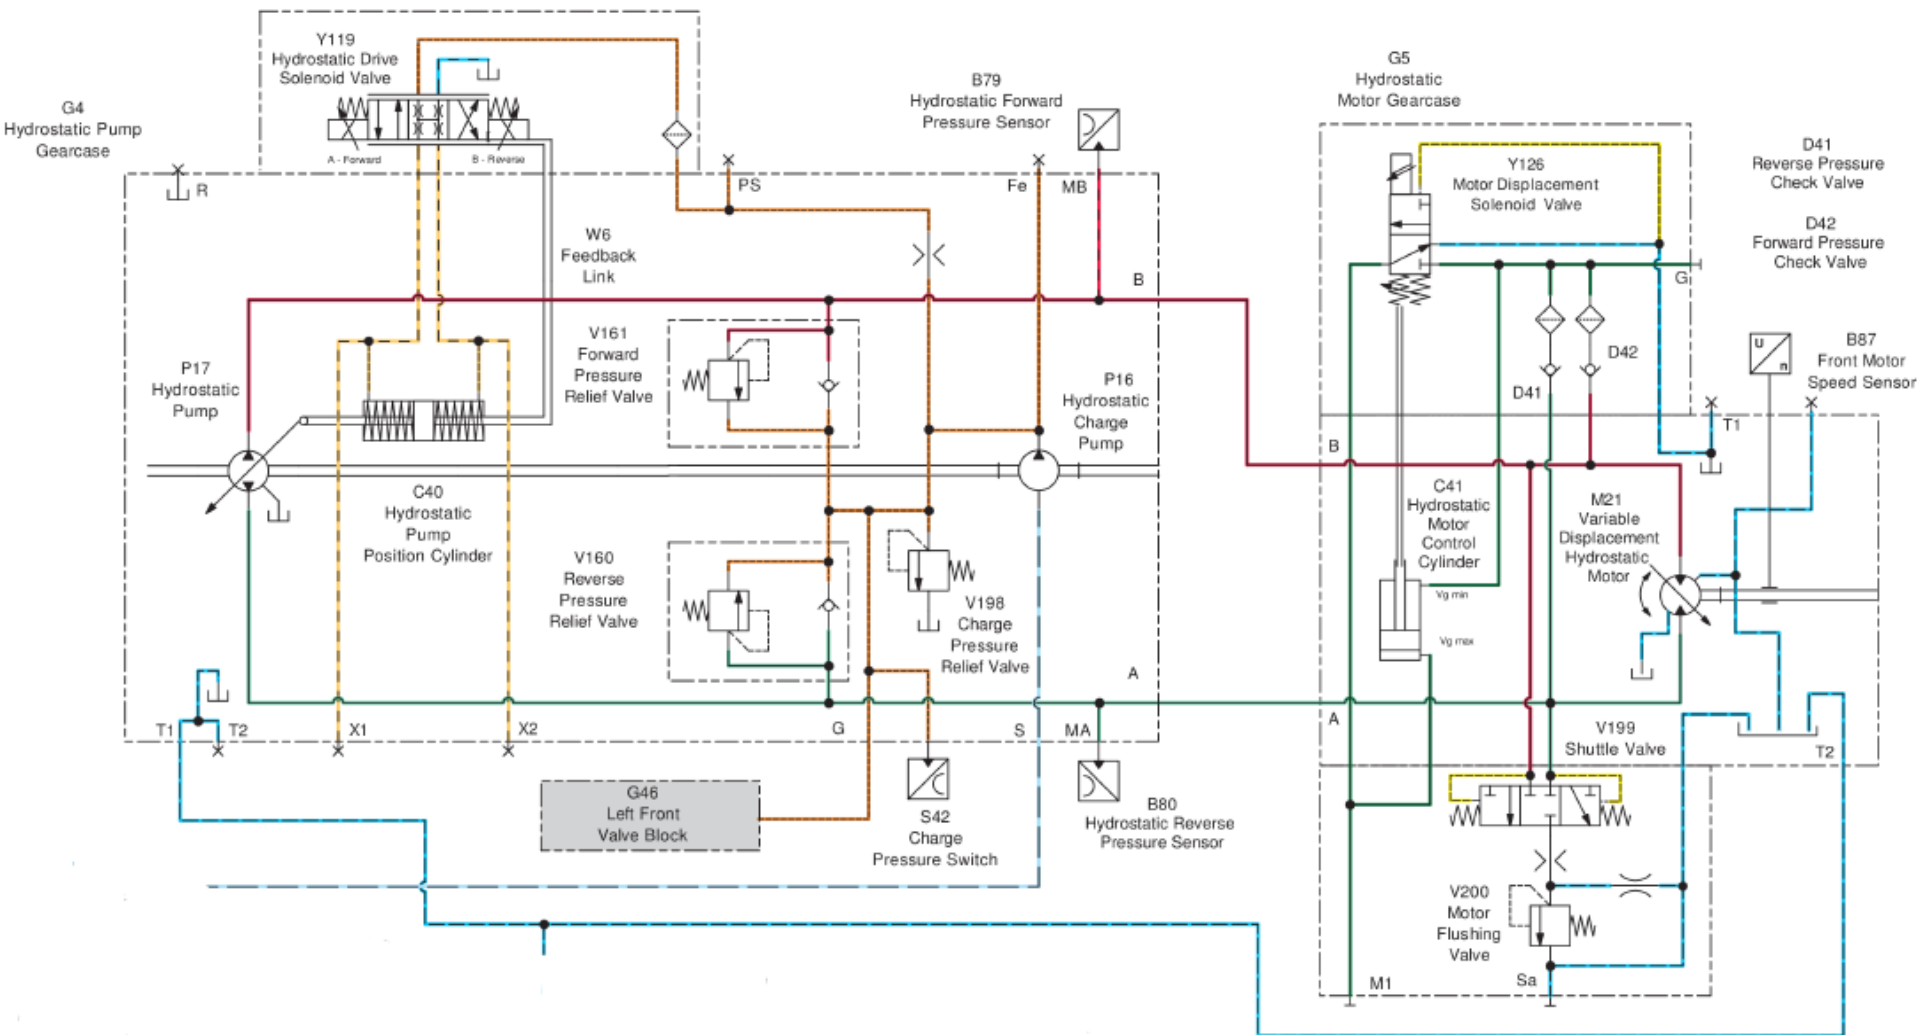 Y119
Hydrostatic Drive
Solenoid Valve
G4
Hydrostatic Pump
Gearcase
A - Forward
B - Reverse
R
PS
Fe
MB
B79
Hydrostatic Forward
Pressure Sensor
G5
Hydrostatic
Motor Gearcase
Y126
Motor Displacement
Solenoid Valve
D41
Reverse Pressure
Check Valve
D42
Forward Pressure
Check Valve
W6
Feedback
Link
B
G
V161
Forward
Pressure
Relief Valve
P17
Hydrostatic
Pump
P16
Hydrostatic
Charge
Pump
D42
D41
U
n
B87
Front Motor
Speed Sensor
T1
B
C40
Hydrostatic
Pump
Position Cylinder
C41
Hydrostatic
Motor
Control
Cylinder
M21
Variable
Displacement
Hydrostatic
Motor
V160
Reverse
Pressure
Relief Valve
V198
Charge
Pressure
Relief Valve
Vg min
Vg max
A
T1
T2
X1
X2
G
S
MA
A
V199
Shuttle Valve
T2
G46
Left Front
Valve Block
S42
Charge
Pressure Switch
B80
Hydrostatic Reverse
Pressure Sensor
V200
Motor
Flushing
Valve
M1
Sa